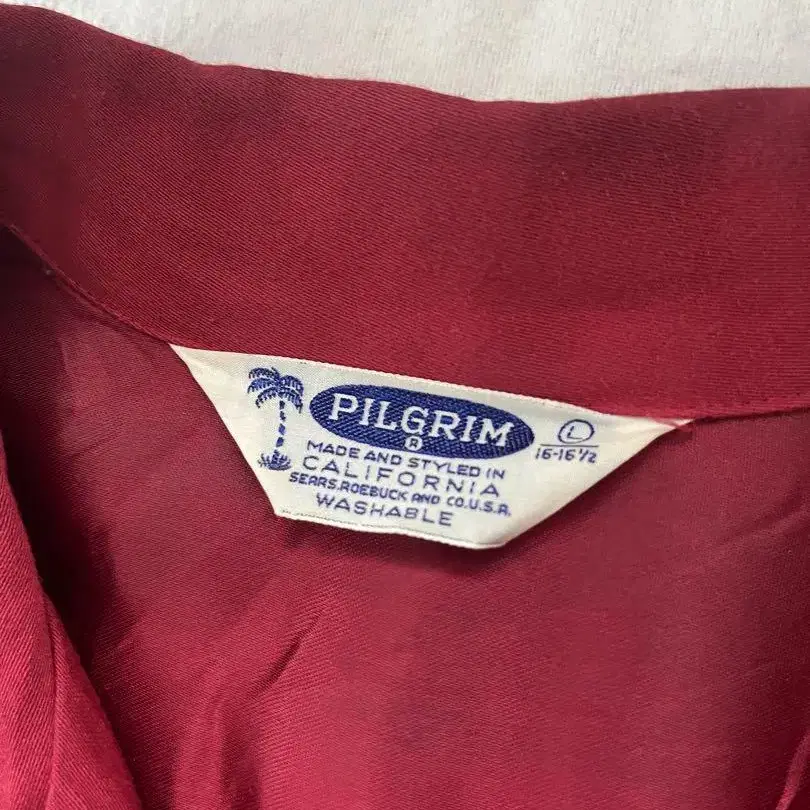 PILGRIM
®
L
16-16½
MADE AND STYLED IN
CALIFORNIA
SEARS, ROEBUCK AND CO. U.S.A.
WASHABLE